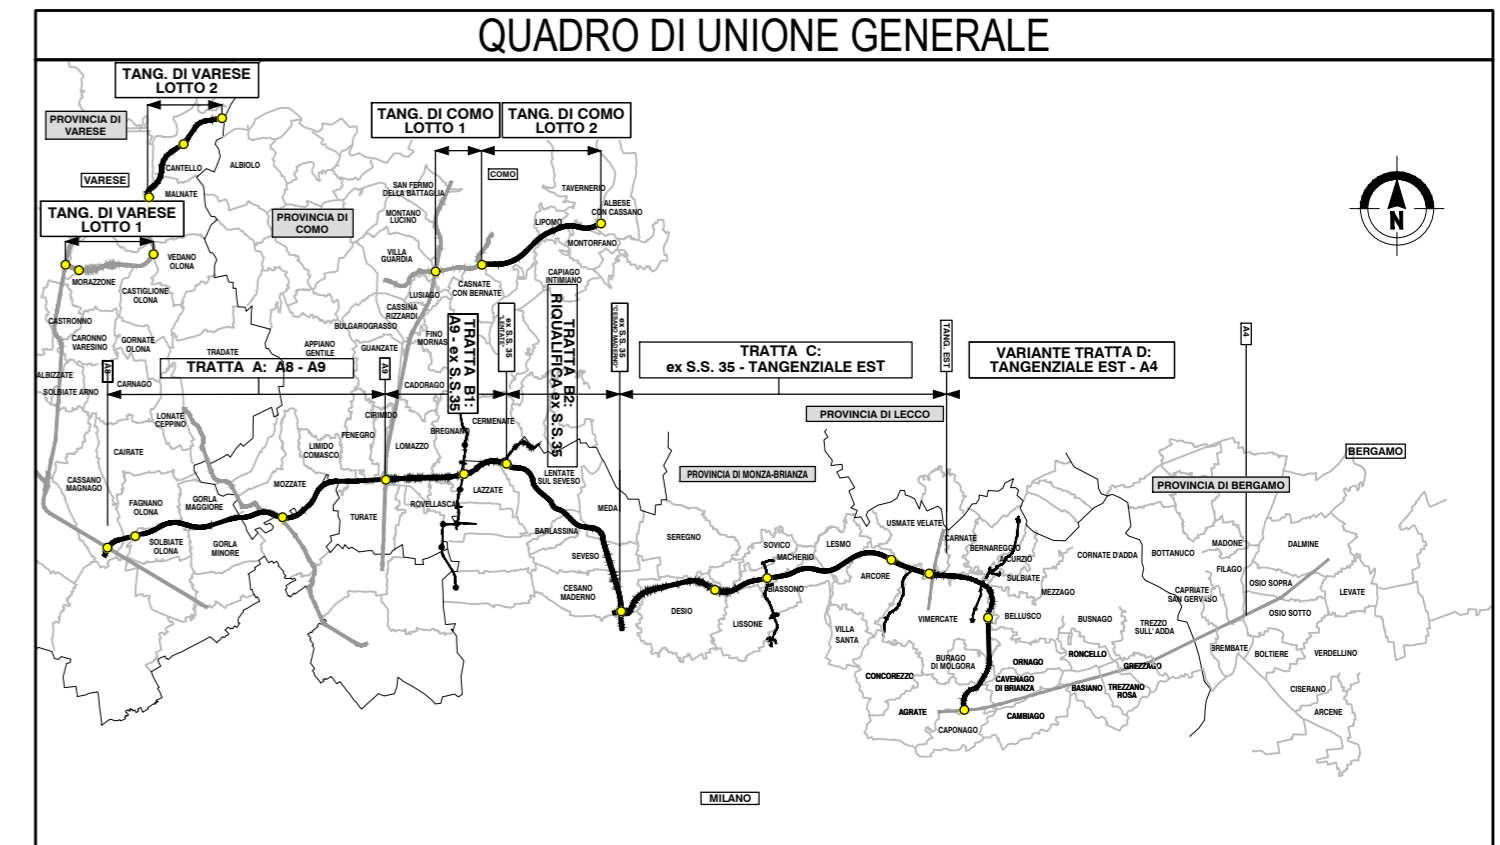 QUADRO DI UNIONE GENERALE
TANG. DI VARESE
LOTTO 2
PROVINCIA DI
VARESE
TANG. DI COMO
LOTTO 1
TANG. DI COMO
LOTTO 2
CANTELLO
ALBIOLO
VARESE
MALNATE
COMO
SAN FERMO
DELLA BATTAGLIA
TAVERNERIO
ALBESE
CON CASSANO
TANG. DI VARESE
LOTTO 1
PROVINCIA DI
COMO
MONTANO
LUCINO
LIPOMO
MONTORFANO
N
VEDANO
OLONA
VILLA
GUARDIA
MORAZZONE
CASTIGLIONE
OLONA
LUSIAGO
CASNATE
CON BERNATE
CAPIAGO
INTIMIANO
CASTRONNO
CASSINA
RIZZARDI
BULGAROGRASSO
CARONNO
VARESINO
GORNATE
OLONA
TRADATE
APPIANO
GENTILE
GUANZATE
FINO
MORNAS
TRATTA B1:
A9 - ex S.S.35
ex S.S. 35
"LENTATE"
TRATTA B2:
RIQUALIFICA ex S.S.35
ex S.S. 35
"CESANO MADERNO"
TRATTA C:
ex S.S. 35 - TANGENZIALE EST
TANG. EST
VARIANTE TRATTA D:
TANGENZIALE EST - A4
A4
ALBIZZATE
SOLBIATE ARNO
A8
CARNAGO
TRATTA A: A8 - A9
A9
CADORAGO
LONATE
CEPPINO
CIRIMIDO
FENEGRO
BREGNANO
CERMENATE
PROVINCIA DI LECCO
CAIRATE
LIMIDO
COMASCO
LOMAZZO
BERGAMO
CASSANO
MAGNAGO
MOZZATE
LENTATE
SUL SEVESO
PROVINCIA DI MONZA-BRIANZA
PROVINCIA DI BERGAMO
FAGNANO
OLONA
GORLA
MAGGIORE
TURATE
ROVELLASCA
LAZZATE
MEDA
SOLBIATE
OLONA
GORLA
MINORE
BARLASSINA
SEVESO
SEREGNO
SOVICO
MACHERIO
LESMO
USMATE VELATE
CARNATE
BERNAREGGIO
AICURZIO
CORNATE D'ADDA
BOTTANUCO
MADONE
FILAGO
DALMINE
CESANO
MADERNO
DESIO
BIASSONO
LISSONE
ARCORE
SULBIATE
MEZZAGO
CAPRIATE
SAN GERVASO
OSIO SOPRA
LEVATE
OSIO SOTTO
VILLA
SANTA
VIMERCATE
BELLUSCO
BUSNAGO
TREZZO
SULL' ADDA
BREMBATE
BOLTIERE
VERDELLINO
CONCOREZZO
BURAGO
DI MOLGORA
ORNAGO
RONCELLO
GREZZAGO
CAVENAGO
DI BRIANZA
BASIANO
TREZZANO
ROSA
CISERANO
ARCENE
AGRATE
CAMBIAGO
CAPONAGO
MILANO